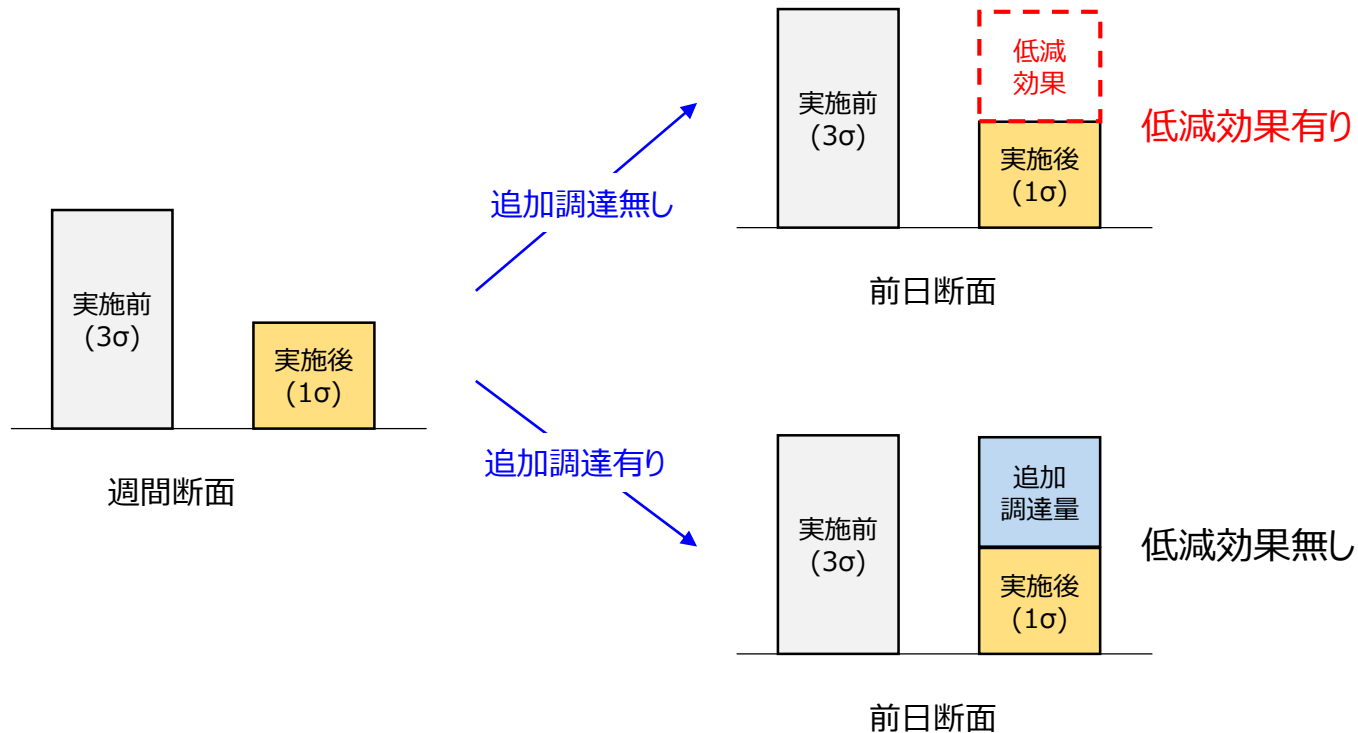 実施前
(3σ)
実施後
(1σ)
週間断面
追加調達無し
実施前
(3σ)
低減
効果
実施後
(1σ)
低減効果有り
前日断面
追加調達有り
実施前
(3σ)
追加
調達量
実施後
(1σ)
低減効果無し
前日断面